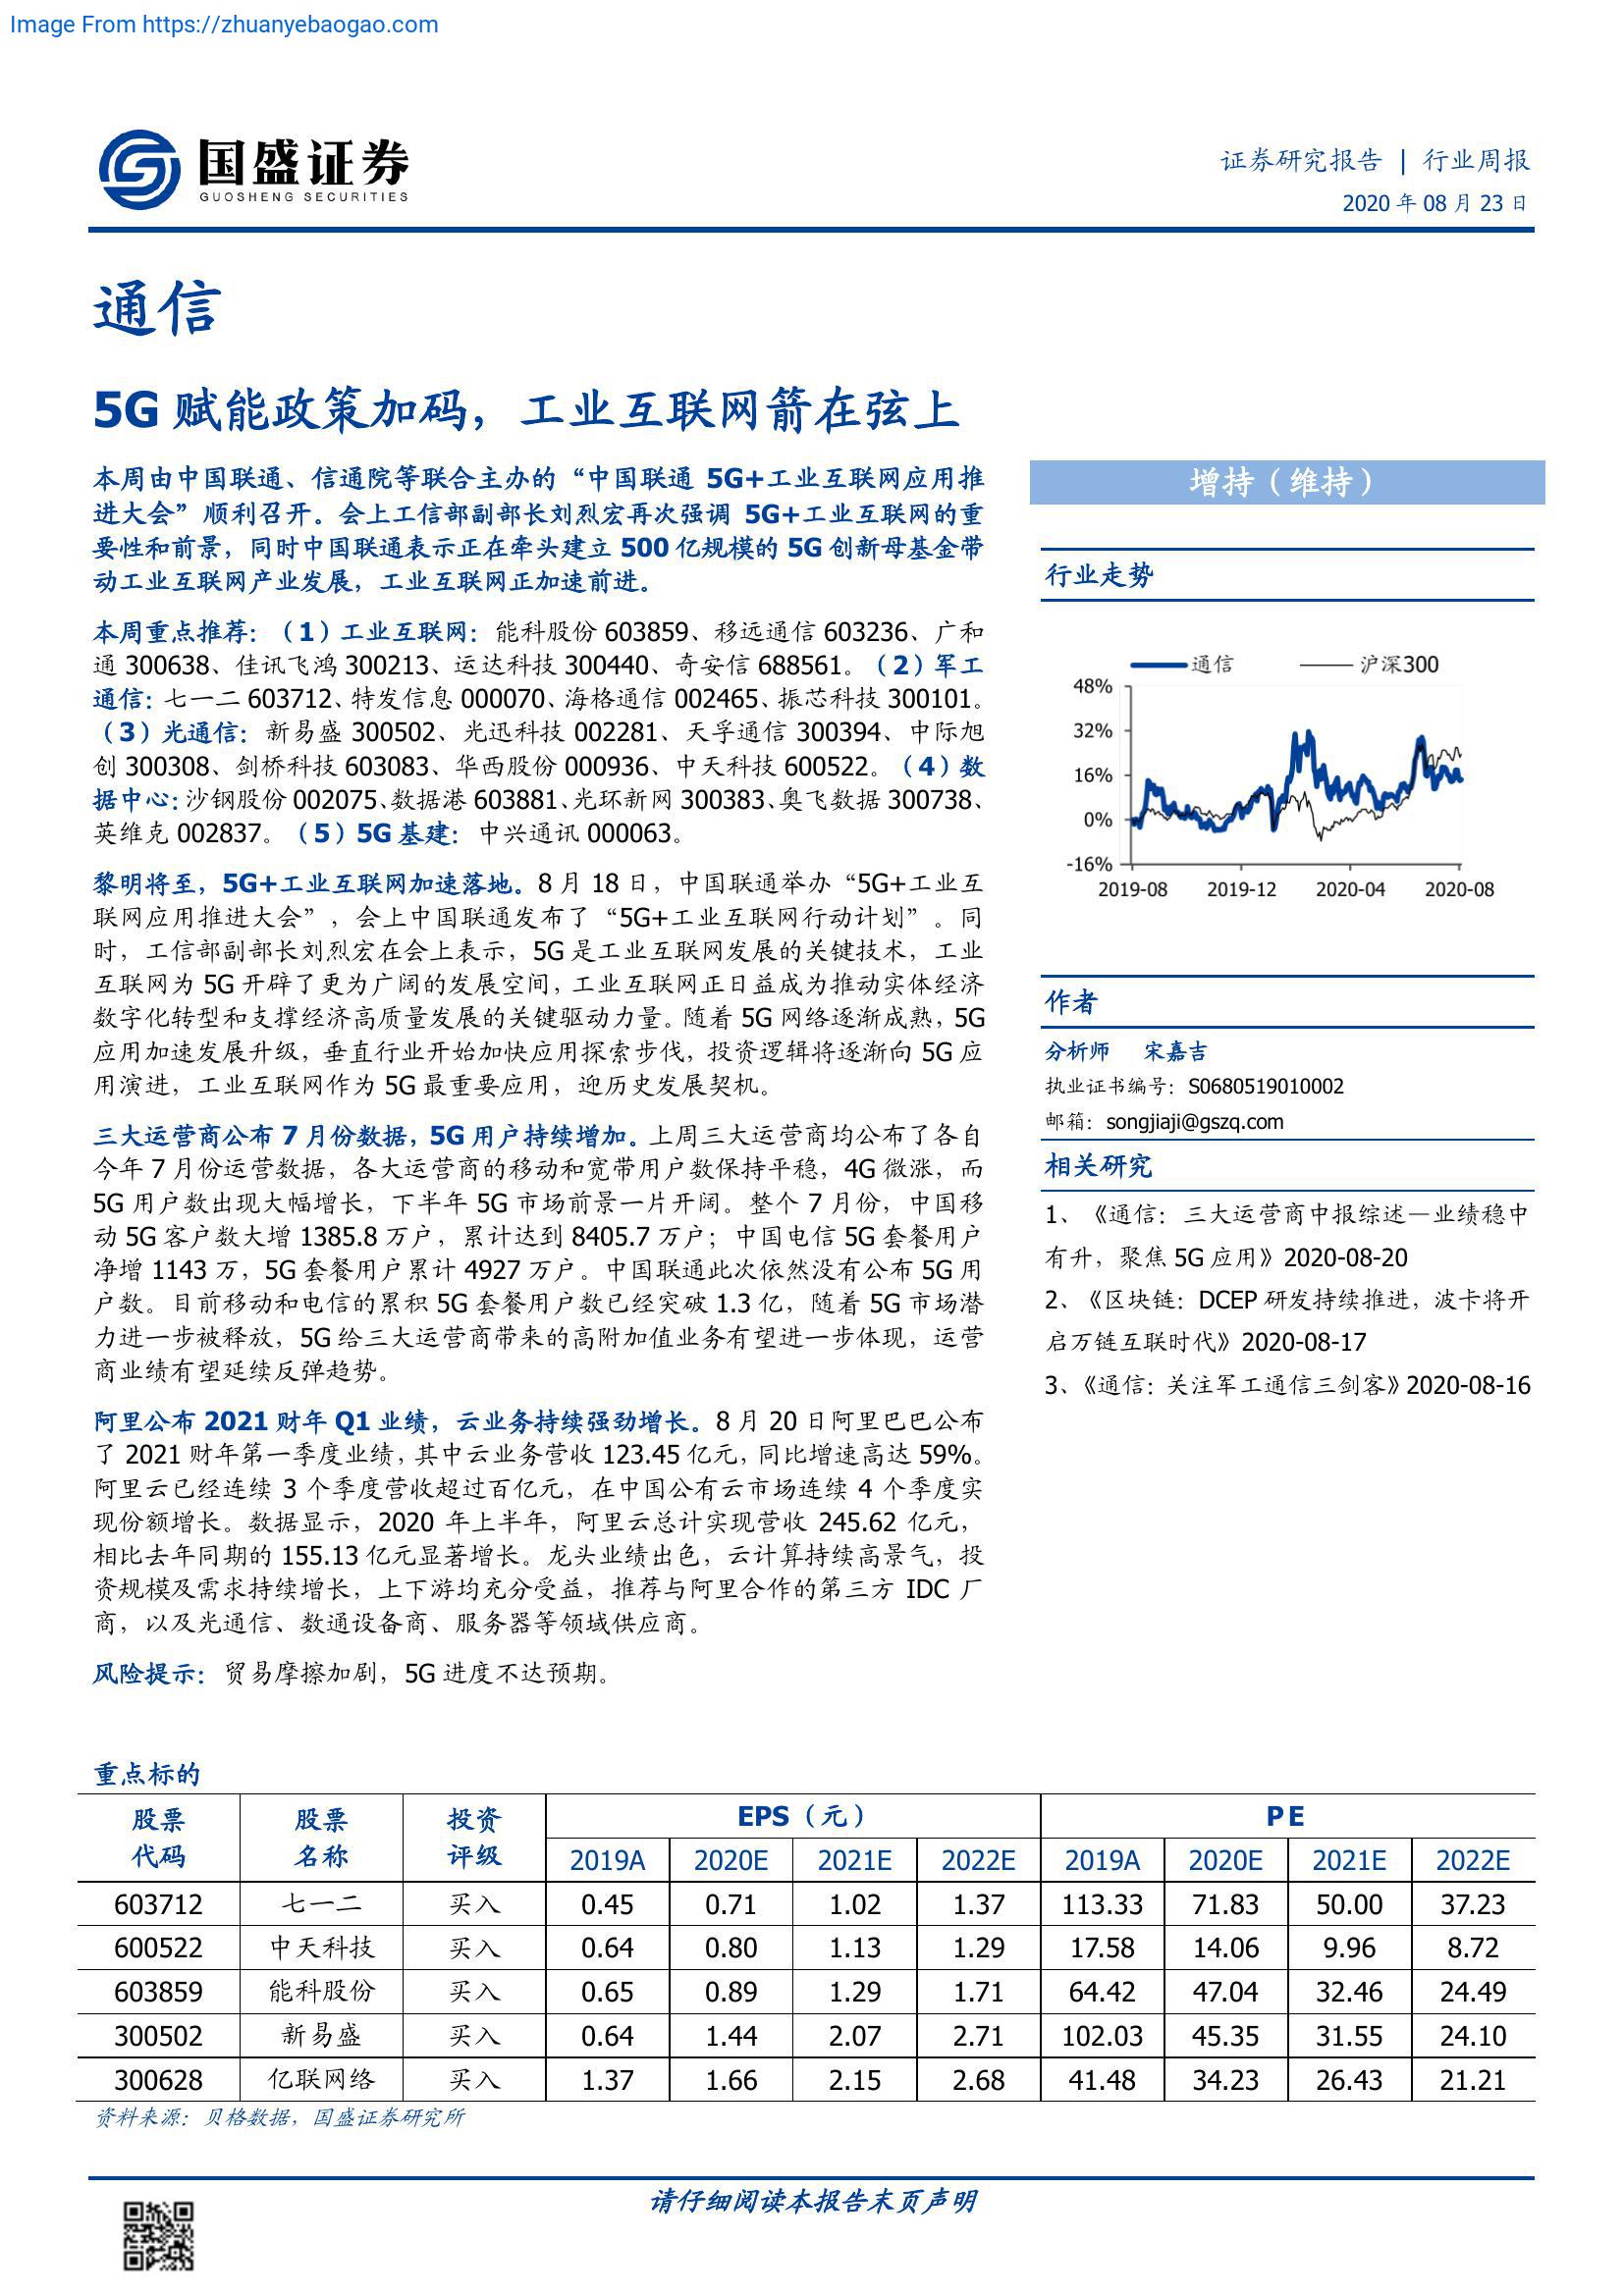 Image From https://zhuanyebaogao.com
国盛证券
GUOSHENG SECURITIES
证券研究报告 | 行业周报
2020 年 08 月 23 日
通信
5G 赋能政策加码，工业互联网箭在弦上
本周由中国联通、信通院等联合主办的“中国联通 5G+工业互联网应用推
进大会”顺利召开。会上工信部副部长刘烈宏再次强调 5G+工业互联网的重
要性和前景，同时中国联通表示正在牵头建立 500 亿规模的 5G 创新母基金带
动工业互联网产业发展，工业互联网正加速前进。
本周重点推荐：（1）工业互联网：能科股份 603859、移远通信 603236、广和
通 300638、佳讯飞鸿 300213、运达科技 300440、奇安信 688561。（2）军工
通信：七一二 603712、特发信息 000070、海格通信 002465、振芯科技 300101。
（3）光通信：新易盛 300502、光迅科技 002281、天孚通信 300394、中际旭
创 300308、剑桥科技 603083、华西股份 000936、中天科技 600522。（4）数
据中心：沙钢股份 002075、数据港 603881、光环新网 300383、奥飞数据 300738、
英维克 002837。（5）5G 基建：中兴通讯 000063。
黎明将至，5G+工业互联网加速落地。8 月 18 日，中国联通举办“5G+工业互
联网应用推进大会”，会上中国联通发布了“5G+工业互联网行动计划”。同
时，工信部副部长刘烈宏在会上表示，5G 是工业互联网发展的关键技术，工业
互联网为 5G 开辟了更为广阔的发展空间，工业互联网正日益成为推动实体经济
数字化转型和支撑经济高质量发展的关键驱动力量。随着 5G 网络逐渐成熟，5G
应用加速发展升级，垂直行业开始加快应用探索步伐，投资逻辑将逐渐向 5G 应
用演进，工业互联网作为 5G 最重要应用，迎历史发展契机。
三大运营商公布 7 月份数据，5G 用户持续增加。上周三大运营商均公布了各自
今年 7 月份运营数据，各大运营商的移动和宽带用户数保持平稳，4G 微涨，而
5G 用户数出现大幅增长，下半年 5G 市场前景一片开阔。整个 7 月份，中国移
动 5G 客户数大增 1385.8 万户，累计达到 8405.7 万户；中国电信 5G 套餐用户
净增 1143 万，5G 套餐用户累计 4927 万户。中国联通此次依然没有公布 5G 用
户数。目前移动和电信的累积 5G 套餐用户数已经突破 1.3 亿，随着 5G 市场潜
力进一步被释放，5G 给三大运营商带来的高附加值业务有望进一步体现，运营
商业绩有望延续反弹趋势。
阿里公布 2021 财年 Q1 业绩，云业务持续强劲增长。8 月 20 日阿里巴巴公布
了 2021 财年第一季度业绩，其中云业务营收 123.45 亿元，同比增速高达 59%。
阿里云已经连续 3 个季度营收超过百亿元，在中国公有云市场连续 4 个季度实
现份额增长。数据显示，2020 年上半年，阿里云总计实现营收 245.62 亿元，
相比去年同期的 155.13 亿元显著增长。龙头业绩出色，云计算持续高景气，投
资规模及需求持续增长，上下游均充分受益，推荐与阿里合作的第三方 IDC 厂
商，以及光通信、数通设备商、服务器等领域供应商。
风险提示：贸易摩擦加剧，5G 进度不达预期。
增持（维持）
行业走势
通信 沪深300
48%
32%
16%
0%
-16%
2019-08 2019-12 2020-04 2020-08
作者
分析师 宋嘉吉
执业证书编号：S0680519010002
邮箱：songjiaji@gszq.com
相关研究
1、《通信：三大运营商中报综述—业绩稳中
有升，聚焦 5G 应用》2020-08-20
2、《区块链：DCEP 研发持续推进，波卡将开
启万链互联时代》2020-08-17
3、《通信：关注军工通信三剑客》2020-08-16
重点标的
股票 股票 投资 EPS（元） PE
代码 名称 评级 2019A 2020E 2021E 2022E 2019A 2020E 2021E 2022E
603712 七一二 买入 0.45 0.71 1.02 1.37 113.33 71.83 50.00 37.23
600522 中天科技 买入 0.64 0.80 1.13 1.29 17.58 14.06 9.96 8.72
603859 能科股份 买入 0.65 0.89 1.29 1.71 64.42 47.04 32.46 24.49
300502 新易盛 买入 0.64 1.44 2.07 2.71 102.03 45.35 31.55 24.10
300628 亿联网络 买入 1.37 1.66 2.15 2.68 41.48 34.23 26.43 21.21
资料来源：贝格数据，国盛证券研究所
请仔细阅读本报告末页声明